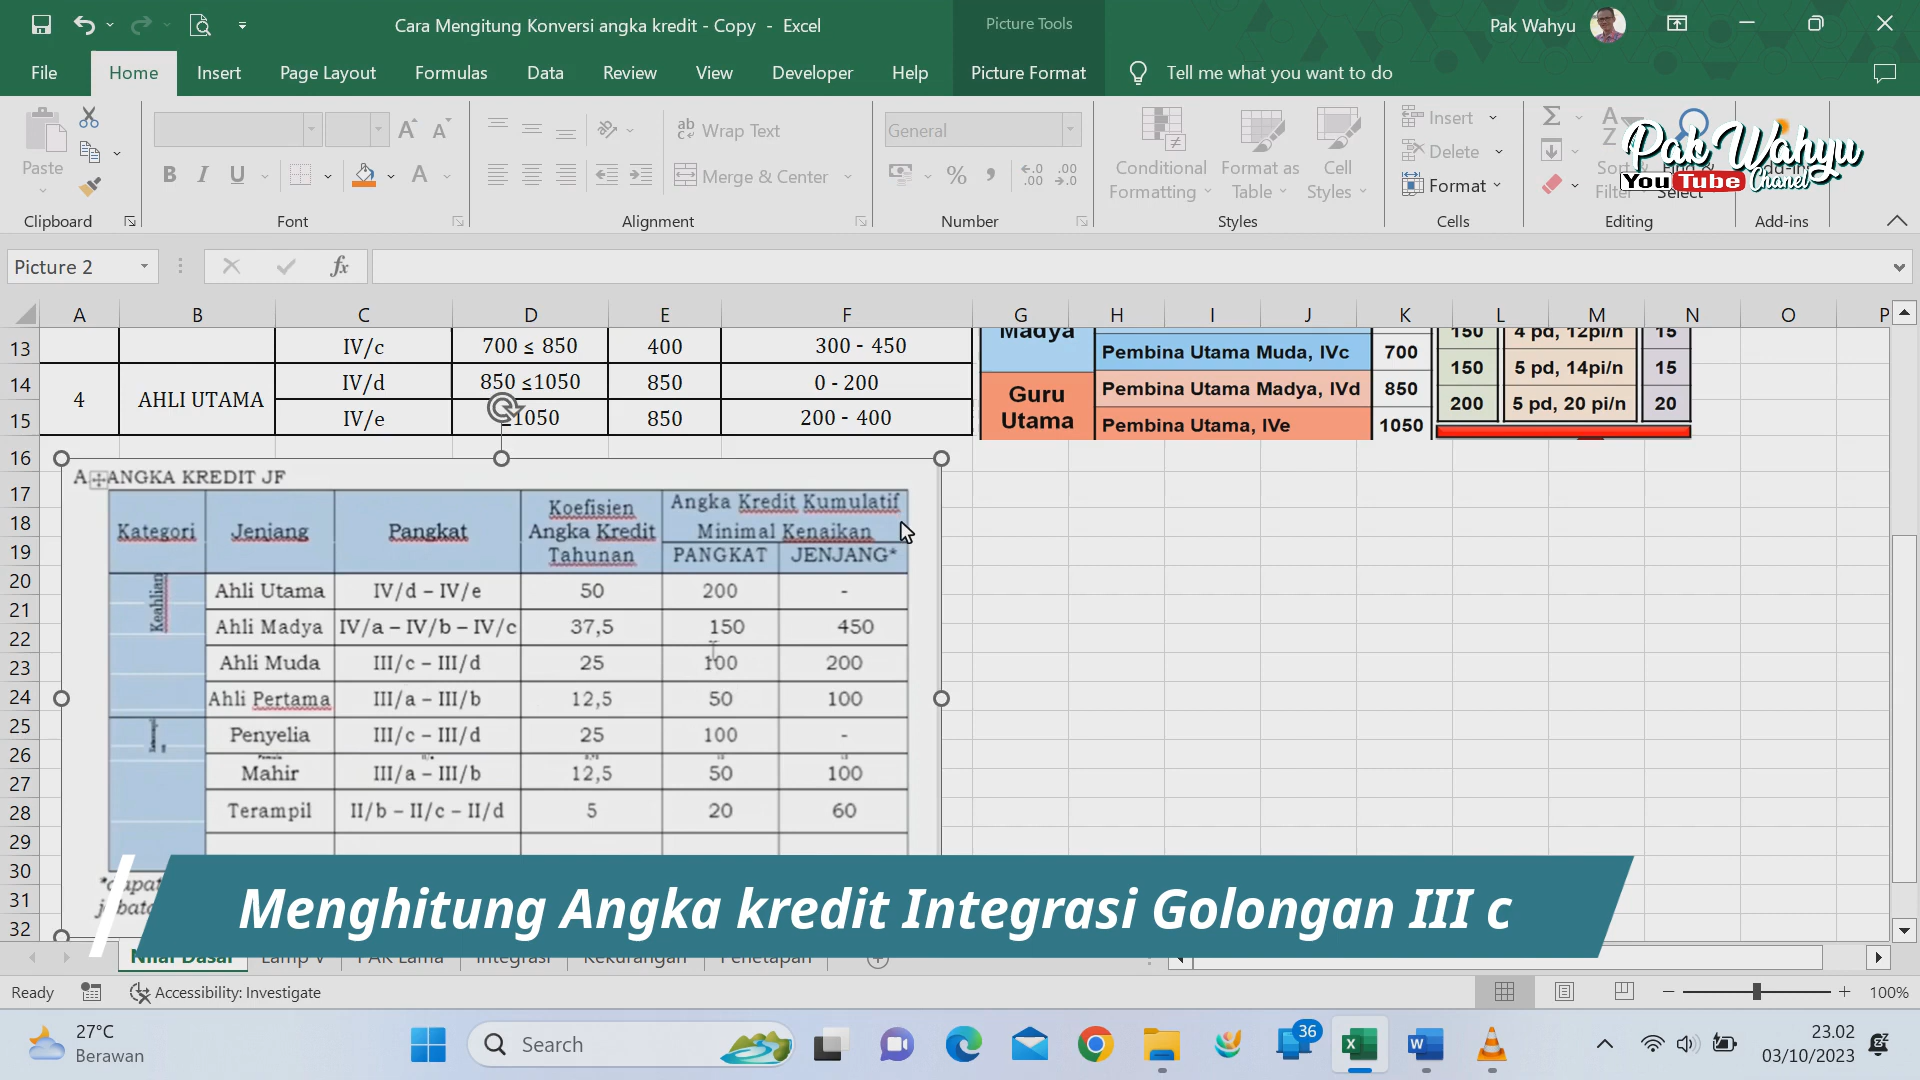 Cara Mengitung Konversi angka kredit - Copy - Excel
Picture Tools
Pak Wahyu
File Home Insert Page Layout Formulas Data Review View Developer Help Picture Format Tell me what you want to do
Paste
Clipboard
B I U
Font
Wrap Text
Merge & Center
Alignment
General
Number
Conditional Formatting
Format as Table
Cell Styles
Styles
Insert
Delete
Format
Cells
Editing
Add-ins
Pak Wahyu
YouTube Chanel
Picture 2
fx
A B C D E F G H I J K L M N O P
13 IV/c 700 ≤ 850 400 300 - 450
14 IV/d 850 ≤1050 850 0 - 200
4 AHLI UTAMA
15 IV/e ≥1050 850 200 - 400
Madya
Pembina Utama Muda, IVc 700
Guru Utama
Pembina Utama Madya, IVd 850
Pembina Utama, IVe 1050
150 4 pd, 12pi/n 15
150 5 pd, 14pi/n 15
200 5 pd, 20 pi/n 20
16
17
18
19
20
21
22
23
24
25
26
27
28
29
30
31
32
ANGKA KREDIT JF
Kategori Jenjang Pangkat Koefisien Angka Kredit Tahunan Angka Kredit Kumulatif Minimal Kenaikan
PANGKAT JENJANG*
Keahlian
Ahli Utama IV/d – IV/e 50 200 -
Ahli Madya IV/a – IV/b – IV/c 37,5 150 450
Ahli Muda III/c – III/d 25 100 200
Ahli Pertama III/a – III/b 12,5 50 100
Penyelia III/c – III/d 25 100 -
Mahir III/a – III/b 12,5 50 100
Terampil II/b – II/c – II/d 5 20 60
Menghitung Angka kredit Integrasi Golongan III c
Nilai Dasar Lamp V PAK Lama Integrasi Kekurangan Penetapan
Ready Accessibility: Investigate 100%
27°C
Berawan
Search
36
23.02
03/10/2023